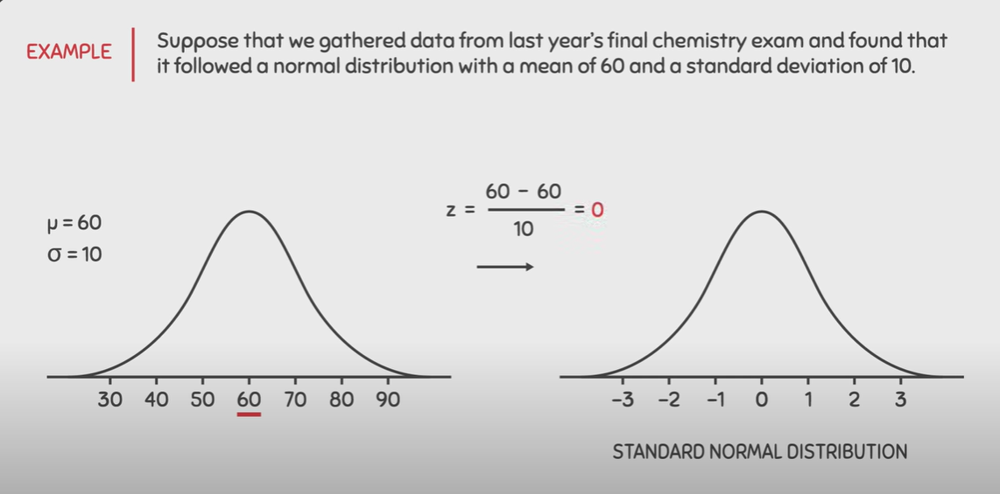 EXAMPLE
Suppose that we gathered data from last year's final chemistry exam and found that
it followed a normal distribution with a mean of 60 and a standard deviation of 10.
μ = 60
σ = 10
z = 60 - 60 / 10 = 0
30 40 50 60 70 80 90
-3 -2 -1 0 1 2 3
STANDARD NORMAL DISTRIBUTION